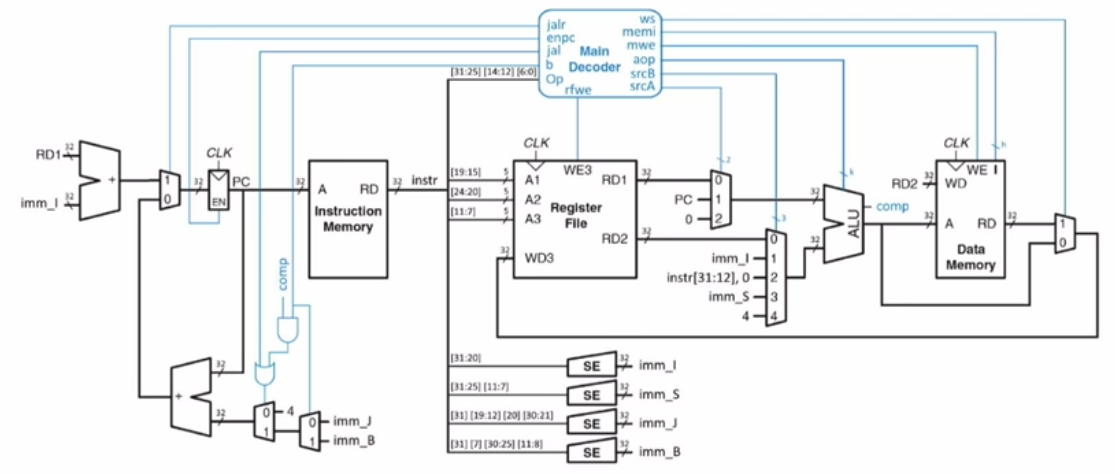 jalr
enpc
jal
b
Op
Main
Decoder
rfwe
ws
memi
mwe
aop
srcB
srcA
[31:25] [14:12] [6:0]
RD1
32
imm_I
32
+
1
0
32
CLK
EN
PC
32
A
RD
Instruction
Memory
32
instr
[19:15]
5
[24:20]
5
[11:7]
5
32
CLK
WE3
A1
A2
A3
WD3
RD1
RD2
Register
File
32
32
2
0
PC
1
0
2
3
0
imm_I
1
instr[31:12], 0
2
imm_S
3
4
4
32
32
k
ALU
comp
CLK
WE I
h
RD2
32
WD
32
A
RD
Data
Memory
32
1
0
comp
32
32
+
0
4
1
0
imm_J
1
imm_B
[31:20]
SE
32
imm_I
[31:25] [11:7]
SE
32
imm_S
[31] [19:12] [20] [30:21]
SE
32
imm_J
[31] [7] [30:25] [11:8]
SE
32
imm_B